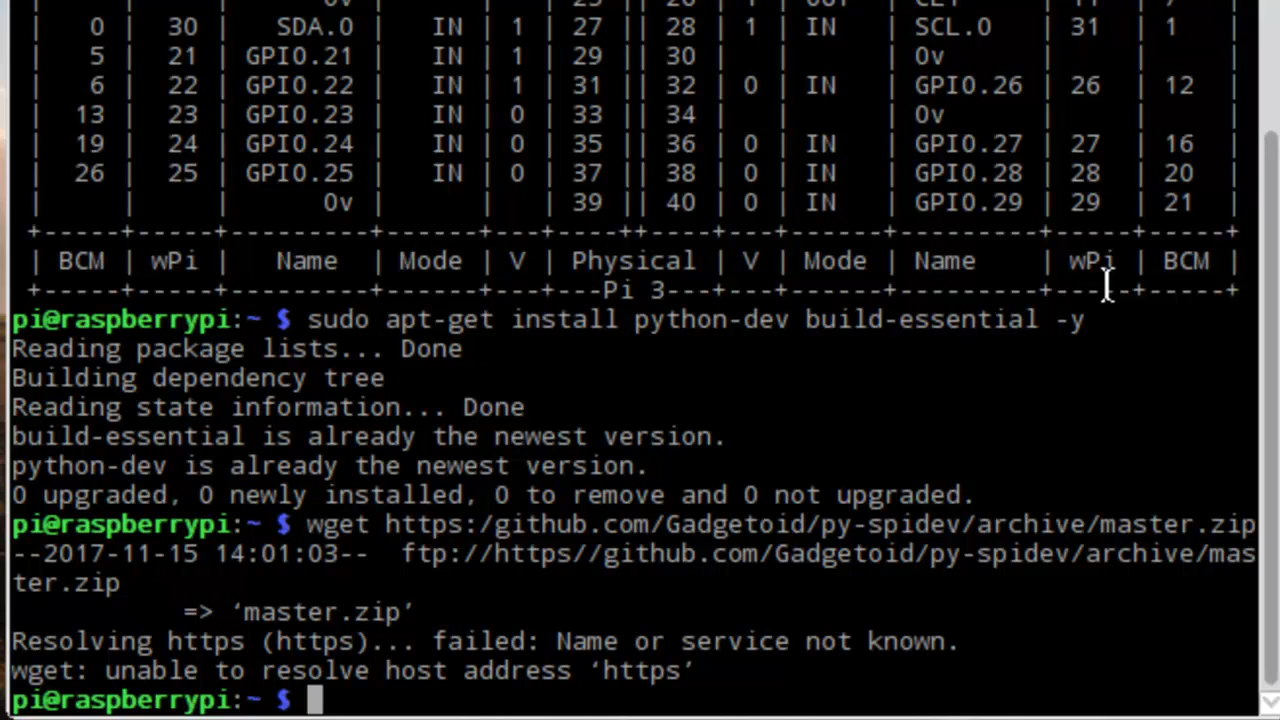 | 0 | 30 | SDA.0 | IN | 1 | 27 || 28 | 1 | IN | SCL.0 | 31 | 1 |
| 5 | 21 | GPIO.21 | IN | 1 | 29 || 30 | | | 0v | | |
| 6 | 22 | GPIO.22 | IN | 1 | 31 || 32 | 0 | IN | GPIO.26 | 26 | 12 |
| 13 | 23 | GPIO.23 | IN | 0 | 33 || 34 | | | 0v | | |
| 19 | 24 | GPIO.24 | IN | 0 | 35 || 36 | 0 | IN | GPIO.27 | 27 | 16 |
| 26 | 25 | GPIO.25 | IN | 0 | 37 || 38 | 0 | IN | GPIO.28 | 28 | 20 |
| | | 0v | | | 39 || 40 | 0 | IN | GPIO.29 | 29 | 21 |
+-----+-----+---------+------+---+----++----+---+------+---------+-----+-----+
| BCM | wPi | Name | Mode | V | Physical | V | Mode | Name | wPi | BCM |
+-----+-----+---------+------+---+---Pi 3---+---+------+---------+-----+-----+
pi@raspberrypi:~ $ sudo apt-get install python-dev build-essential -y
Reading package lists... Done
Building dependency tree
Reading state information... Done
build-essential is already the newest version.
python-dev is already the newest version.
0 upgraded, 0 newly installed, 0 to remove and 0 not upgraded.
pi@raspberrypi:~ $ wget https:/github.com/Gadgetoid/py-spidev/archive/master.zip
--2017-11-15 14:01:03-- ftp://https//github.com/Gadgetoid/py-spidev/archive/mas
ter.zip
=> ‘master.zip’
Resolving https (https)... failed: Name or service not known.
wget: unable to resolve host address ‘https’
pi@raspberrypi:~ $